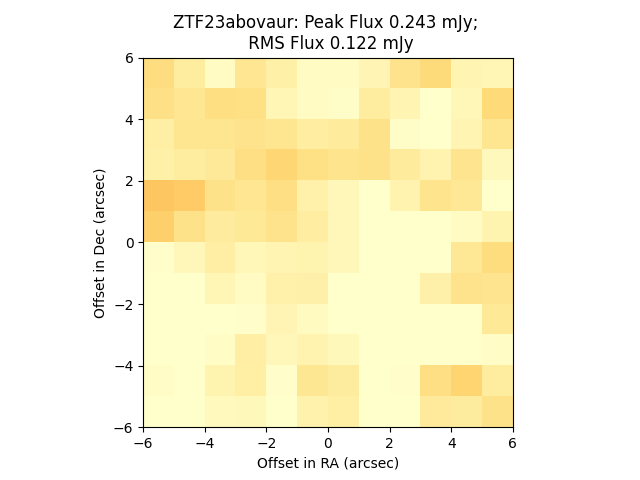 ZTF23abovaur: Peak Flux 0.243 mJy;
RMS Flux 0.122 mJy
6
4
2
0
−2
−4
−6
Offset in Dec (arcsec)
−6 −4 −2 0 2 4 6
Offset in RA (arcsec)